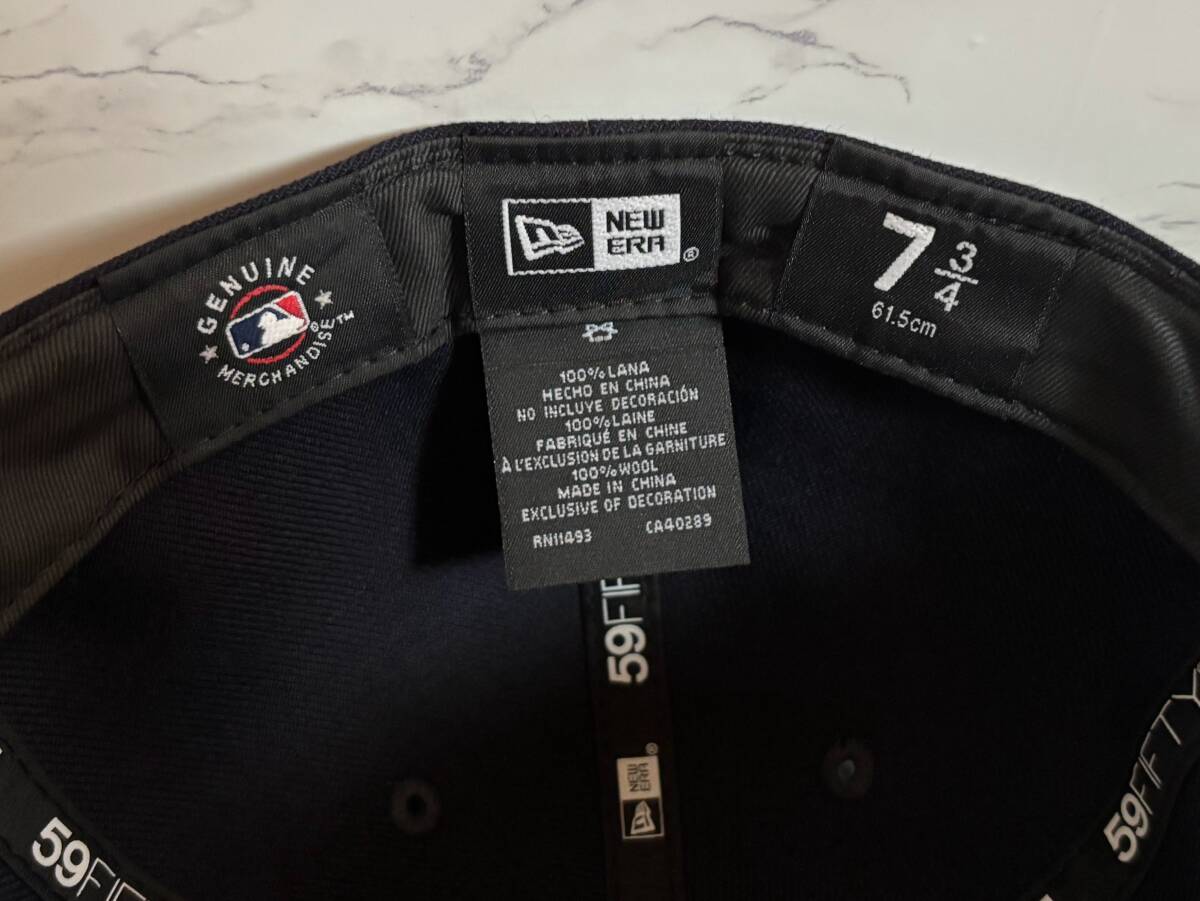 GENUINE
MERCHANDISE™
®
NEW
ERA®
7 3/4
61.5cm
100% LANA
HECHO EN CHINA
NO INCLUYE DECORACIÓN
100% LAINE
FABRIQUÉ EN CHINE
À L'EXCLUSION DE LA GARNITURE
100% WOOL
MADE IN CHINA
EXCLUSIVE OF DECORATION
RN11493 CA40289
59FIF
NEW
ERA®
59FIF
59FIFTY